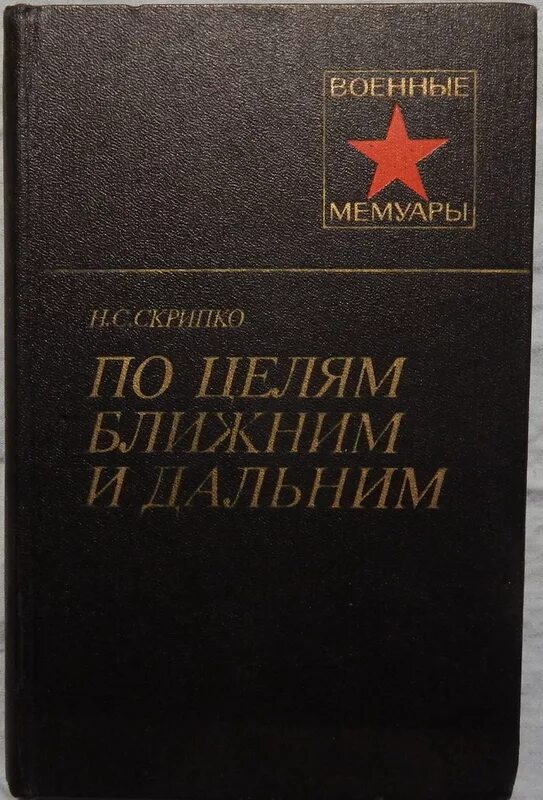 ВОЕННЫЕ
МЕМУАРЫ
Н.С.СКРИПКО
ПО ЦЕЛЯМ
БЛИЖНИМ
И ДАЛЬНИМ